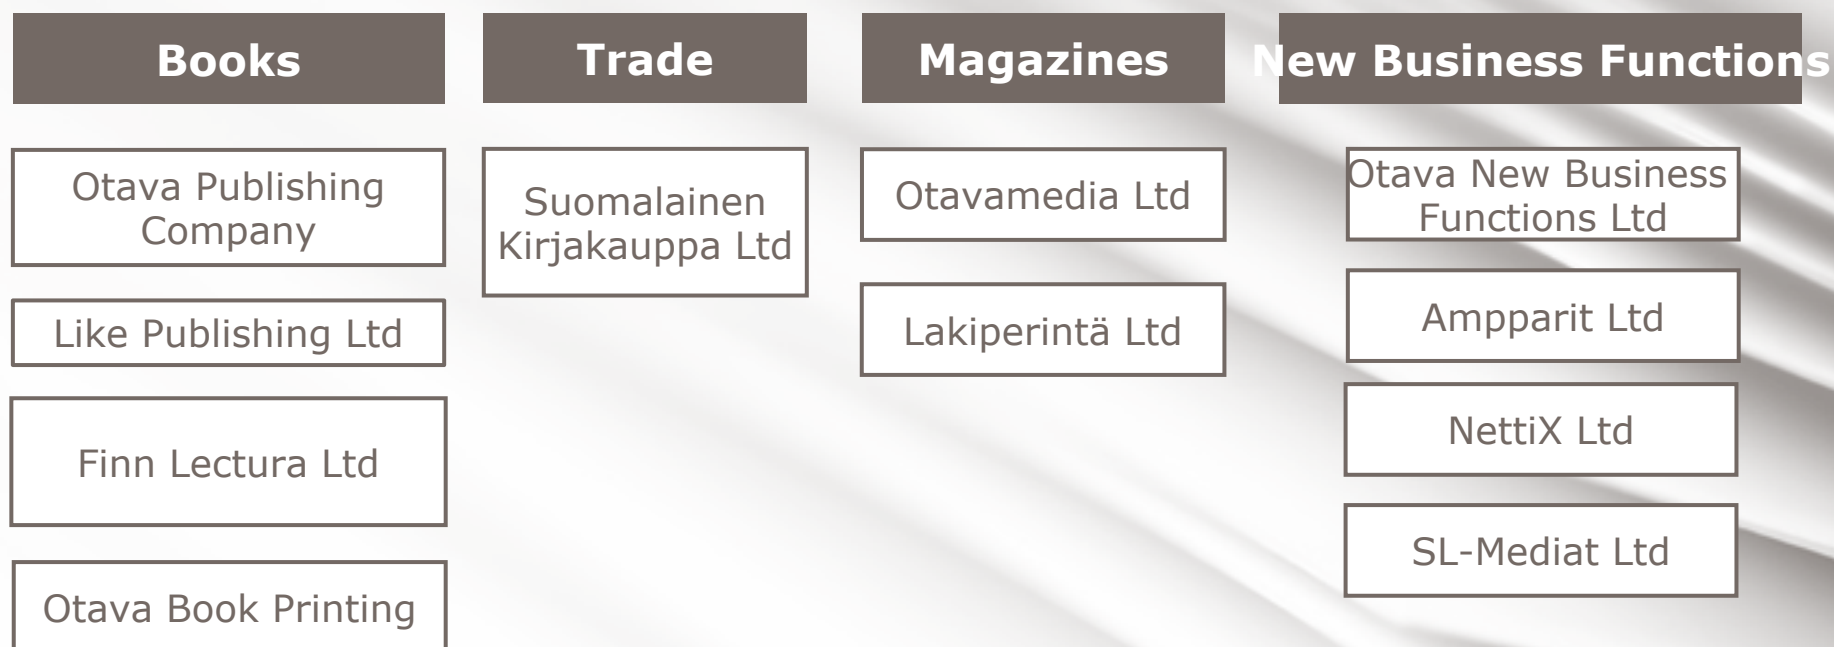 Books
Otava Publishing
Company
Like Publishing Ltd
Finn Lectura Ltd
Otava Book Printing
Trade
Suomalainen
Kirjakauppa Ltd
Magazines
Otavamedia Ltd
Lakiperintä Ltd
New Business Functions
Otava New Business
Functions Ltd
Ampparit Ltd
NettiX Ltd
SL-Mediat Ltd